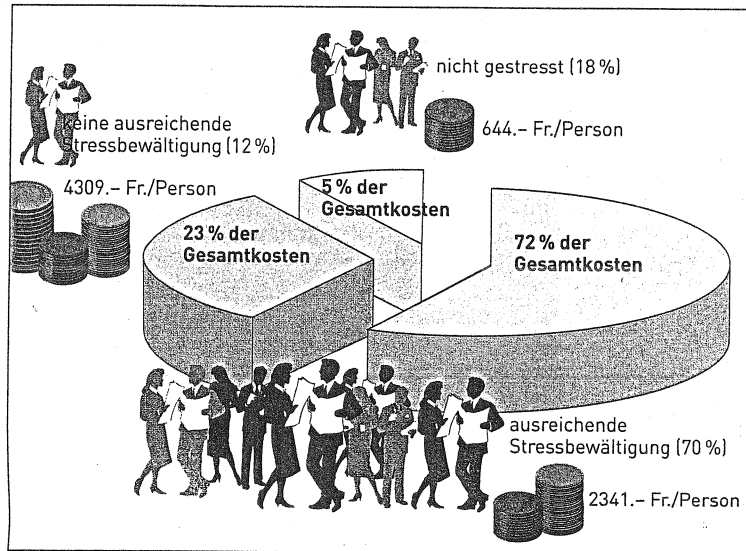 nicht gestresst (18 %)
644.– Fr./Person
keine ausreichende
Stressbewältigung (12 %)
4309.– Fr./Person
5 % der
Gesamtkosten
23 % der
Gesamtkosten
72 % der
Gesamtkosten
ausreichende
Stressbewältigung (70 %)
2341.– Fr./Person